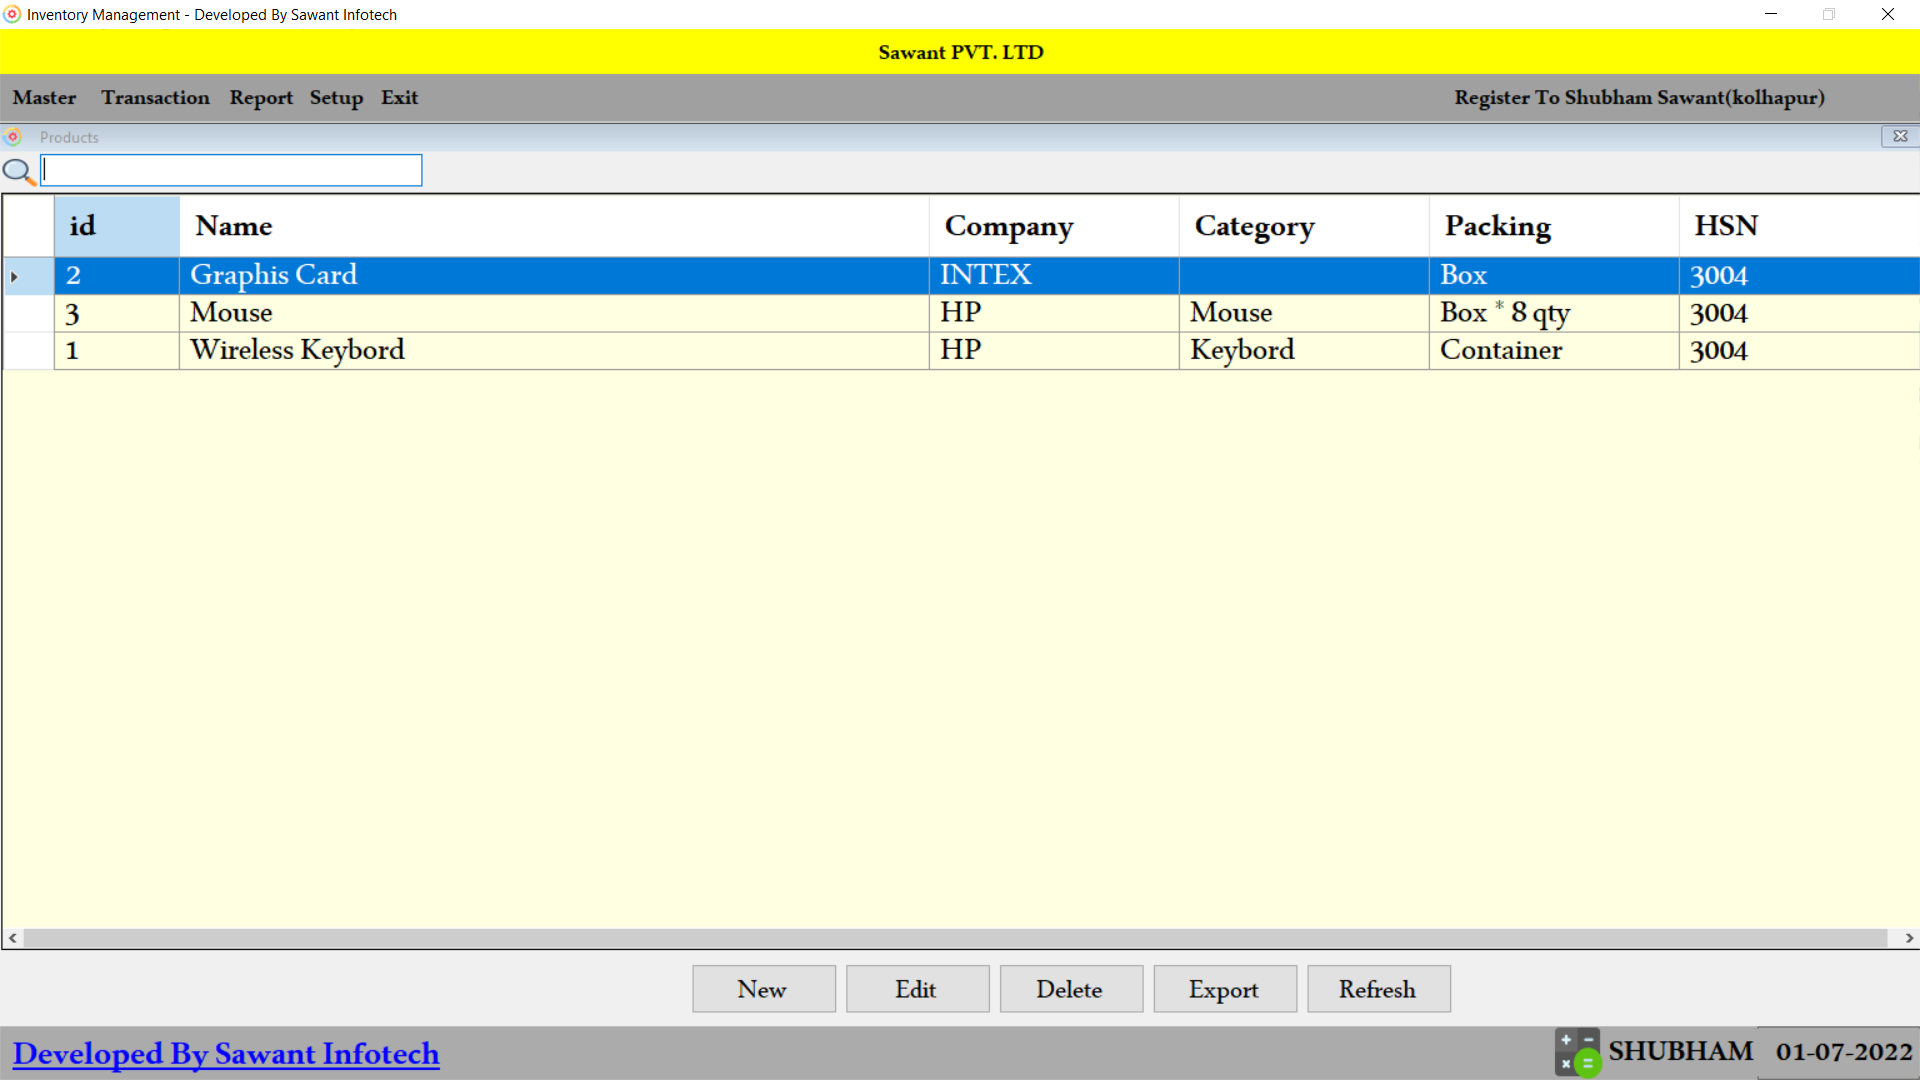 Inventory Management - Developed By Sawant Infotech
Sawant PVT. LTD
Master Transaction Report Setup Exit Register To Shubham Sawant(kolhapur)
Products
id Name Company Category Packing HSN
2 Graphis Card INTEX Box 3004
3 Mouse HP Mouse Box * 8 qty 3004
1 Wireless Keybord HP Keybord Container 3004
New Edit Delete Export Refresh
Developed By Sawant Infotech SHUBHAM 01-07-2022